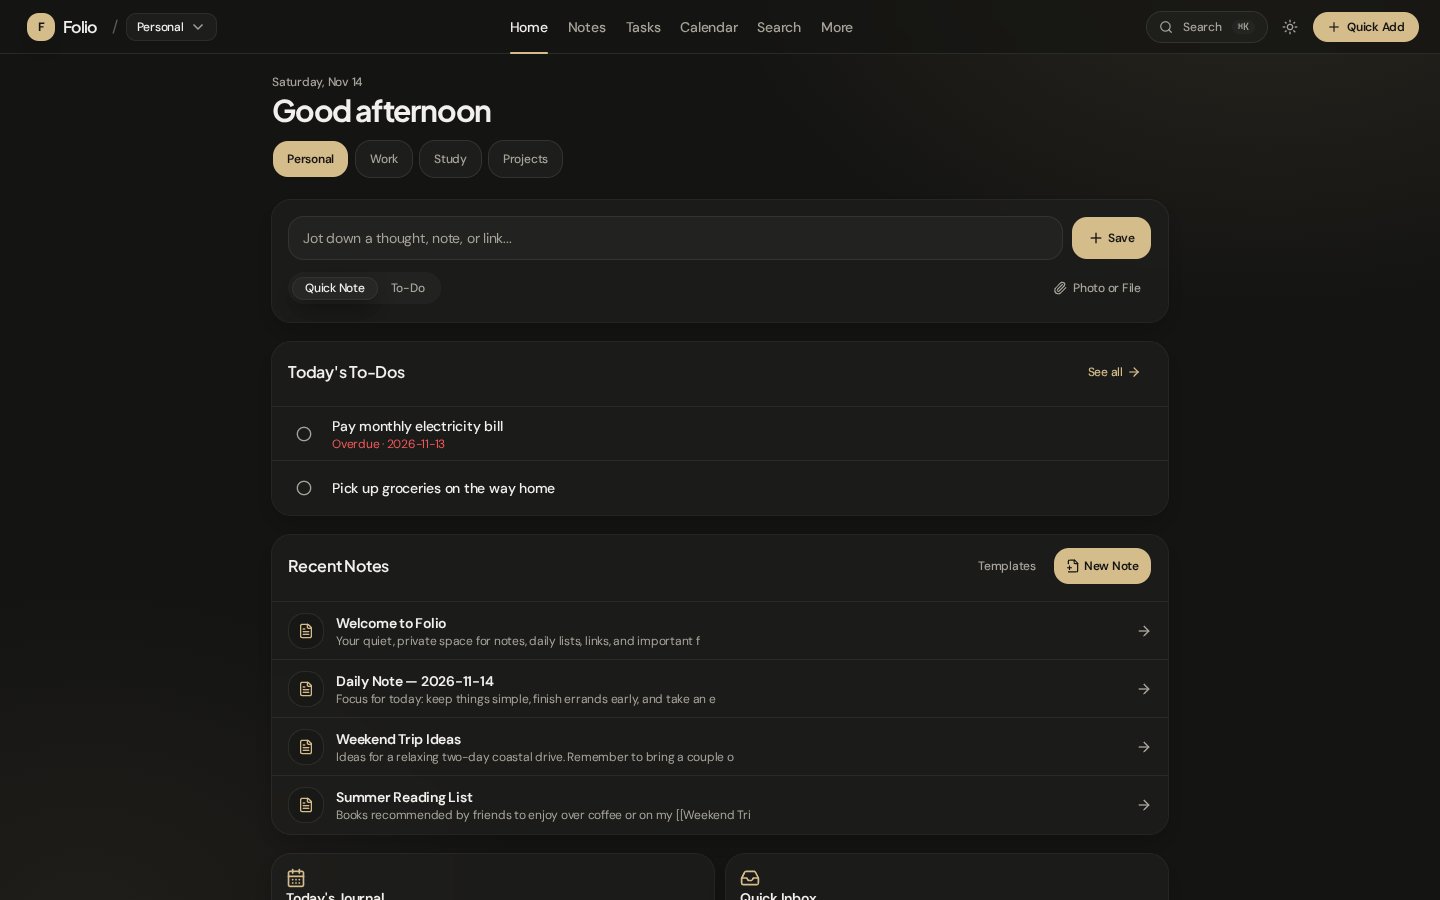 F Folio / Personal
Home Notes Tasks Calendar Search More
Search ⌘K
Quick Add
Saturday, Nov 14
Good afternoon
Personal Work Study Projects
Jot down a thought, note, or link...
Save
Quick Note To-Do
Photo or File
Today's To-Dos
See all
Pay monthly electricity bill
Overdue · 2026-11-13
Pick up groceries on the way home
Recent Notes
Templates
New Note
Welcome to Folio
Your quiet, private space for notes, daily lists, links, and important f
Daily Note — 2026-11-14
Focus for today: keep things simple, finish errands early, and take an e
Weekend Trip Ideas
Ideas for a relaxing two-day coastal drive. Remember to bring a couple o
Summer Reading List
Books recommended by friends to enjoy over coffee or on my [[Weekend Tri
Today's Journal
Quick Inbox